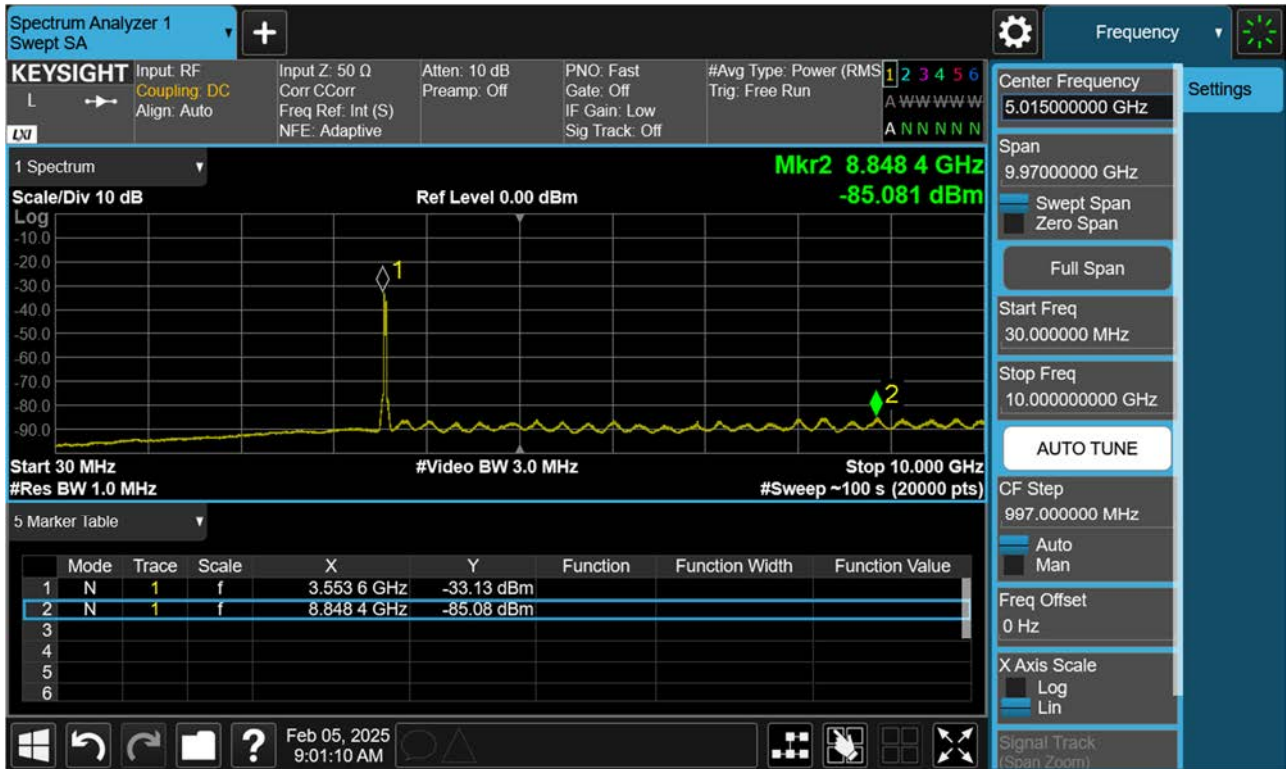 Spectrum Analyzer 1
Swept SA
+
Frequency
KEYSIGHT
L
LXI
Input: RF
Coupling: DC
Align: Auto
Input Z: 50 Ω
Corr CCorr
Freq Ref: Int (S)
NFE: Adaptive
Atten: 10 dB
Preamp: Off
PNO: Fast
Gate: Off
IF Gain: Low
Sig Track: Off
#Avg Type: Power (RMS
Trig: Free Run
1 2 3 4 5 6
A W W W W W
A N N N N N
1 Spectrum
Scale/Div 10 dB
Log
Ref Level 0.00 dBm
Mkr2 8.848 4 GHz
-85.081 dBm
-10.0
-20.0
-30.0
-40.0
-50.0
-60.0
-70.0
-80.0
-90.0
1
2
Start 30 MHz
#Video BW 3.0 MHz
Stop 10.000 GHz
#Res BW 1.0 MHz
#Sweep ~100 s (20000 pts)
5 Marker Table
Mode Trace Scale X Y Function Function Width Function Value
1 N 1 f 3.553 6 GHz -33.13 dBm
2 N 1 f 8.848 4 GHz -85.08 dBm
3
4
5
6
?
Feb 05, 2025
9:01:10 AM
Center Frequency
5.015000000 GHz
Settings
Span
9.97000000 GHz
Swept Span
Zero Span
Full Span
Start Freq
30.000000 MHz
Stop Freq
10.000000000 GHz
AUTO TUNE
CF Step
997.000000 MHz
Auto
Man
Freq Offset
0 Hz
X Axis Scale
Log
Lin
Signal Track
(Span Zoom)